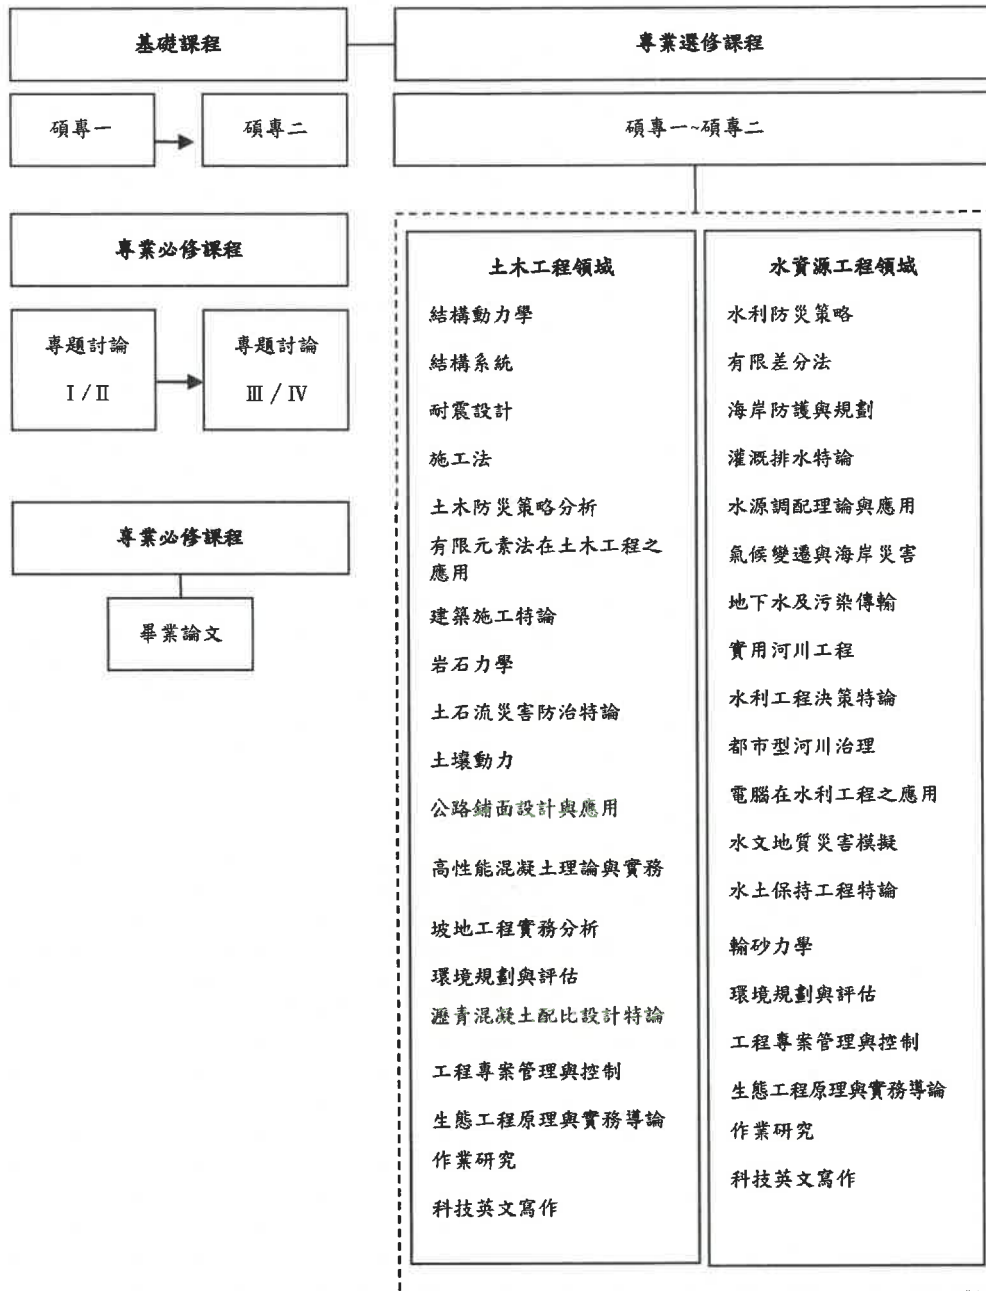 基礎課程
專業選修課程
碩專一
碩專二
碩專一~碩專二
專業必修課程
專題討論
I / II
專題討論
III / IV
專業必修課程
畢業論文
土木工程領域
結構動力學
結構系統
耐震設計
施工法
土木防災策略分析
有限元素法在土木工程之
應用
建築施工特論
岩石力學
土石流災害防治特論
土壤動力
公路鋪面設計與應用
高性能混凝土理論與實務
坡地工程實務分析
環境規劃與評估
瀝青混凝土配比設計特論
工程專案管理與控制
生態工程原理與實務導論
作業研究
科技英文寫作
水資源工程領域
水利防災策略
有限差分法
海岸防護與規劃
灌溉排水特論
水源調配理論與應用
氣候變遷與海岸災害
地下水及污染傳輸
實用河川工程
水利工程決策特論
都市型河川治理
電腦在水利工程之應用
水文地質災害模擬
水土保持工程特論
輸砂力學
環境規劃與評估
工程專案管理與控制
生態工程原理與實務導論
作業研究
科技英文寫作